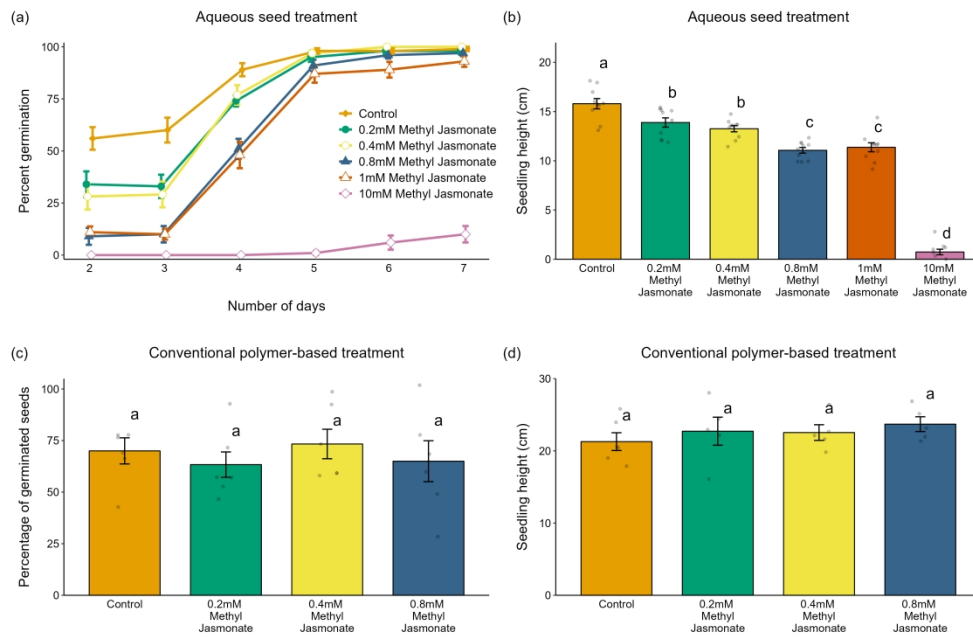 (a)
Aqueous seed treatment
Percent germination
100
75
50
25
0
2 3 4 5 6 7
Number of days
Control
0.2mM Methyl Jasmonate
0.4mM Methyl Jasmonate
0.8mM Methyl Jasmonate
1mM Methyl Jasmonate
10mM Methyl Jasmonate
(b)
Aqueous seed treatment
Seedling height (cm)
20
15
10
5
0
a b b c c d
Control
0.2mM
Methyl
Jasmonate
0.4mM
Methyl
Jasmonate
0.8mM
Methyl
Jasmonate
1mM
Methyl
Jasmonate
10mM
Methyl
Jasmonate
(c)
Conventional polymer-based treatment
Percentage of germinated seeds
100
75
50
25
0
a a a a
Control
0.2mM
Methyl
Jasmonate
0.4mM
Methyl
Jasmonate
0.8mM
Methyl
Jasmonate
(d)
Conventional polymer-based treatment
Seedling height (cm)
30
20
10
0
a a a a
Control
0.2mM
Methyl
Jasmonate
0.4mM
Methyl
Jasmonate
0.8mM
Methyl
Jasmonate